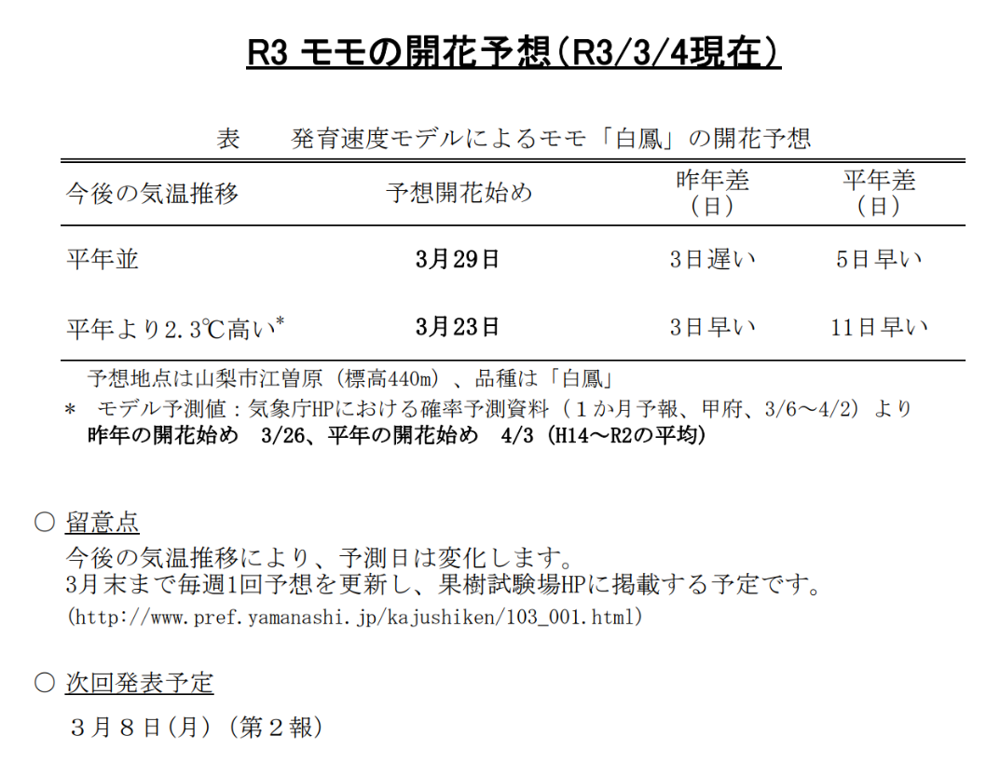 R3 モモの開花予想（R3/3/4現在）
表　　発育速度モデルによるモモ「白鳳」の開花予想
今後の気温推移　予想開花始め　昨年差（日）　平年差（日）
平年並　3月29日　3日遅い　5日早い
平年より2.3℃高い*　3月23日　3日早い　11日早い
予想地点は山梨市江曽原（標高440m）、品種は「白鳳」
*　モデル予測値：気象庁HPにおける確率予測資料（１か月予報、甲府、3/6～4/2）より
昨年の開花始め　3/26、平年の開花始め　4/3（H14～R2の平均）
○ 留意点
今後の気温推移により、予測日は変化します。
3月末まで毎週1回予想を更新し、果樹試験場HPに掲載する予定です。
(http://www.pref.yamanashi.jp/kajushiken/103_001.html)
○ 次回発表予定
３月８日(月)（第２報）